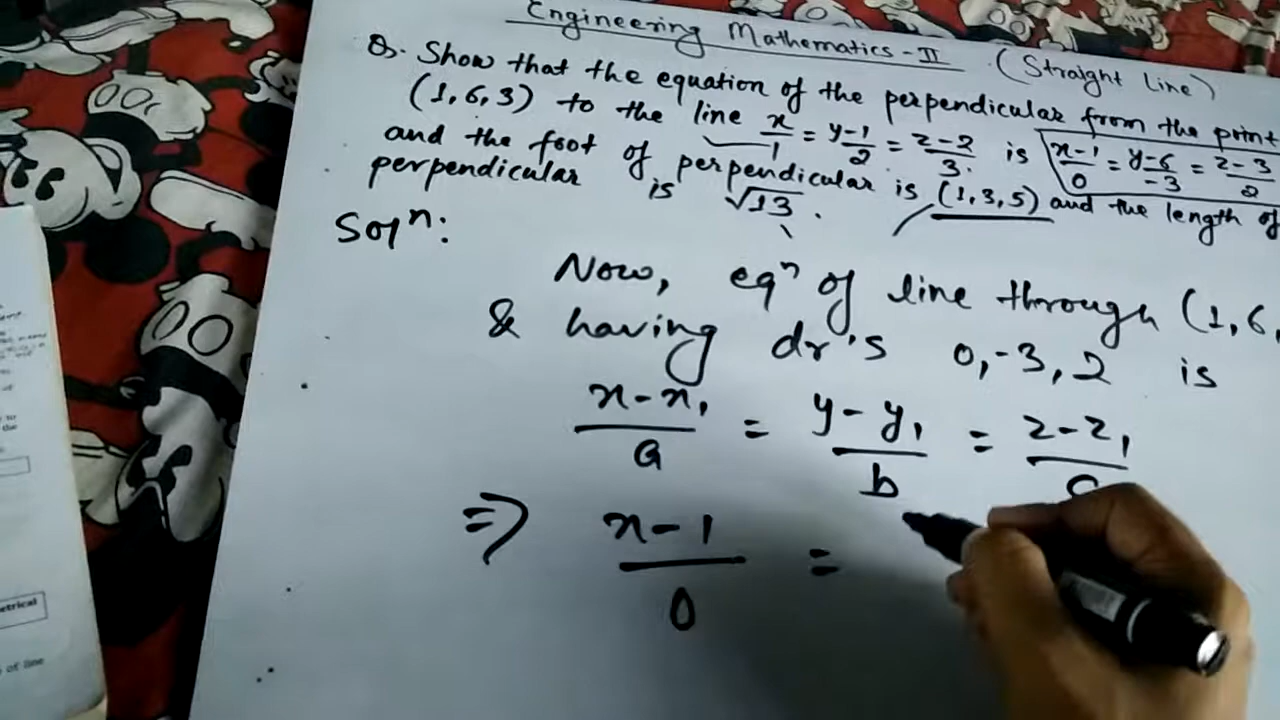 Engineering Mathematics - II (Straight Line)
Q. Show that the equation of the perpendicular from the point
(1,6,3) to the line x/1 = y-1/2 = z-2/3 is x-1/0 = y-6/-3 = z-3/2
and the foot of perpendicular is (1,3,5) and the length of
perpendicular is √13.
Solⁿ:
Now, eqⁿ of line through (1,6,
& having dr's 0,-3,2 is
x-x₁/a = y-y₁/b = z-z₁/c
⇒ x-1/0 =
etrical
of line